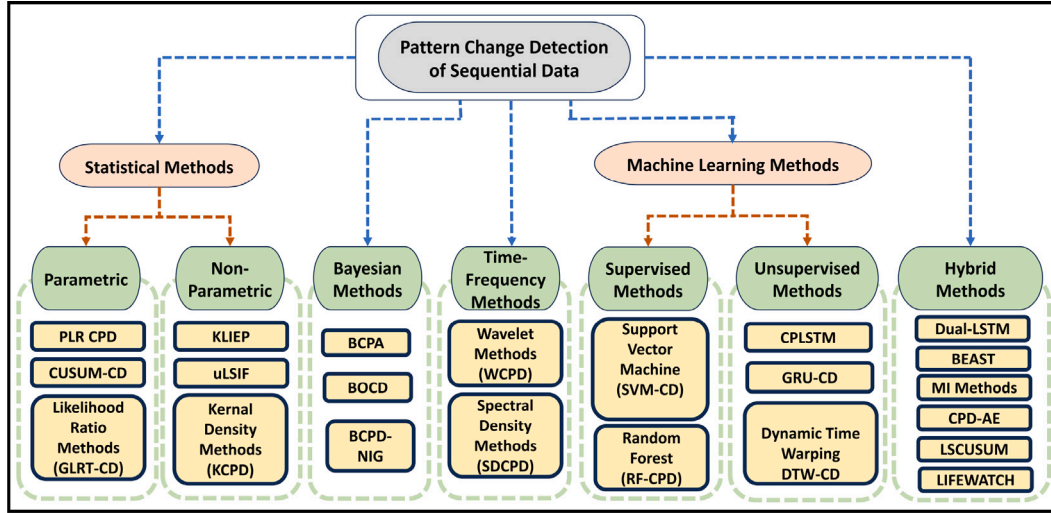 Pattern Change Detection
of Sequential Data
Statistical Methods
Machine Learning Methods
Parametric
PLR CPD
CUSUM-CD
Likelihood
Ratio
Methods
(GLRT-CD)
Non-
Parametric
KLIEP
uLSIF
Kernal
Density
Methods
(KCPD)
Bayesian
Methods
BCPA
BOCD
BCPD-
NIG
Time-
Frequency
Methods
Wavelet
Methods
(WCPD)
Spectral
Density
Methods
(SDCPD)
Supervised
Methods
Support
Vector
Machine
(SVM-CD)
Random
Forest
(RF-CPD)
Unsupervised
Methods
CPLSTM
GRU-CD
Dynamic Time
Warping
DTW-CD
Hybrid
Methods
Dual-LSTM
BEAST
MI Methods
CPD-AE
LSCUSUM
LIFEWATCH